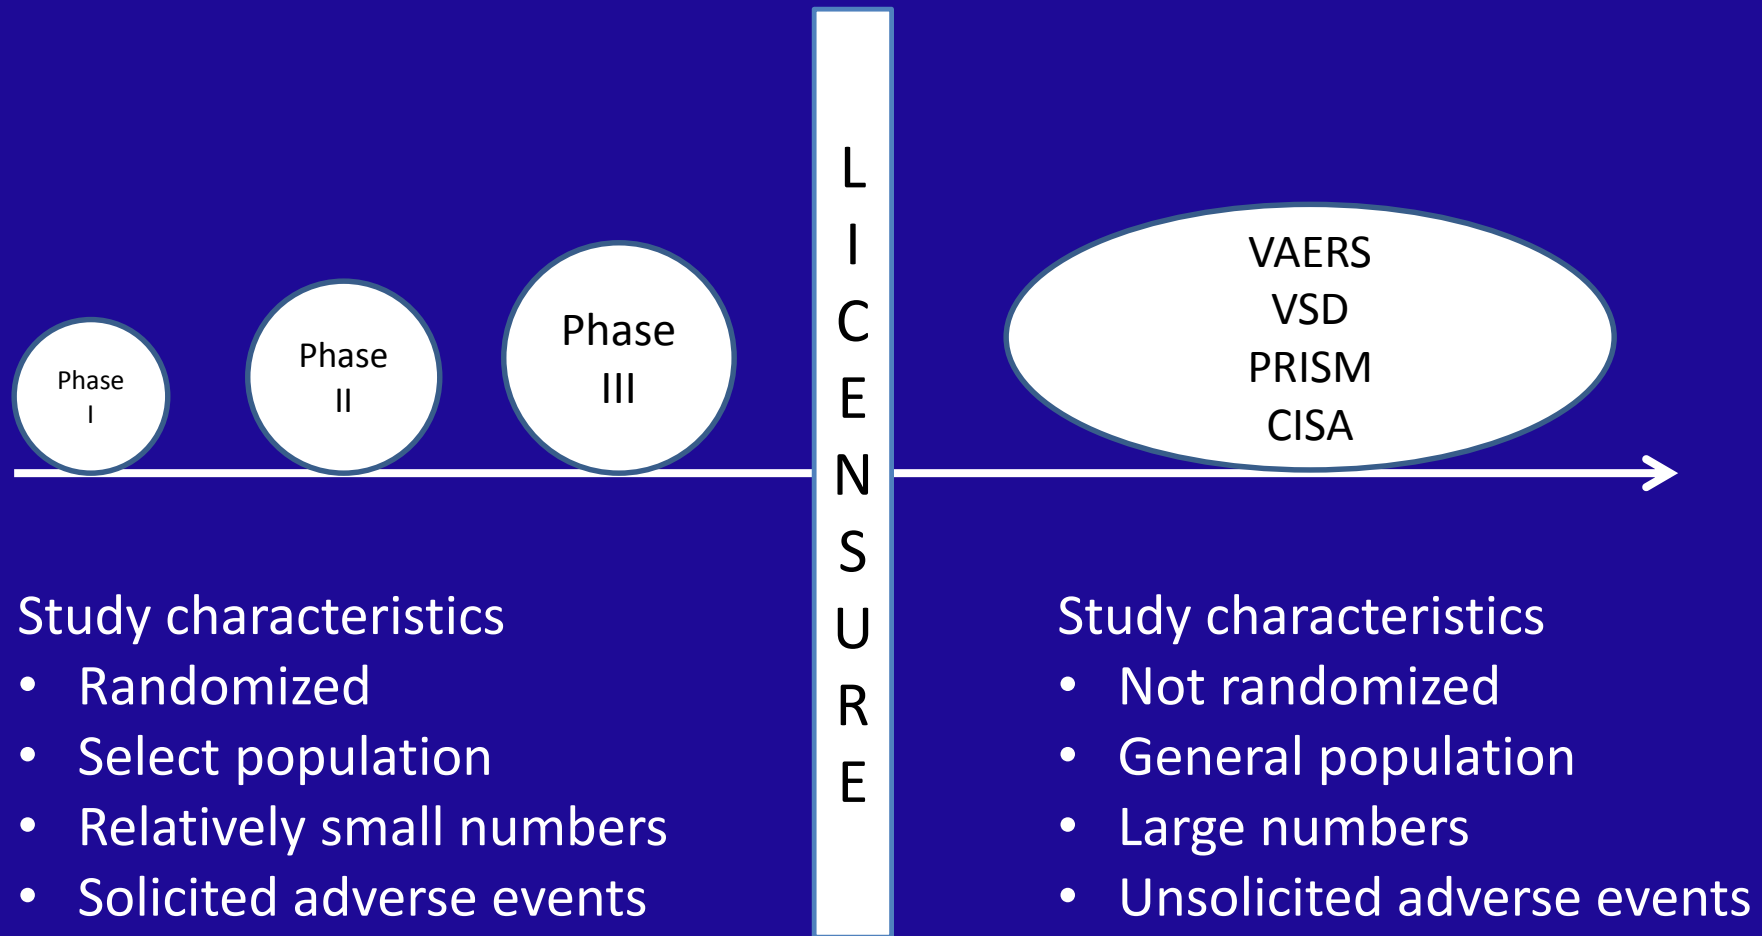 Phase
I
Phase
II
Phase
III
L
I
C
E
N
S
U
R
E
VAERS
VSD
PRISM
CISA
Study characteristics
• Randomized
• Select population
• Relatively small numbers
• Solicited adverse events
Study characteristics
• Not randomized
• General population
• Large numbers
• Unsolicited adverse events